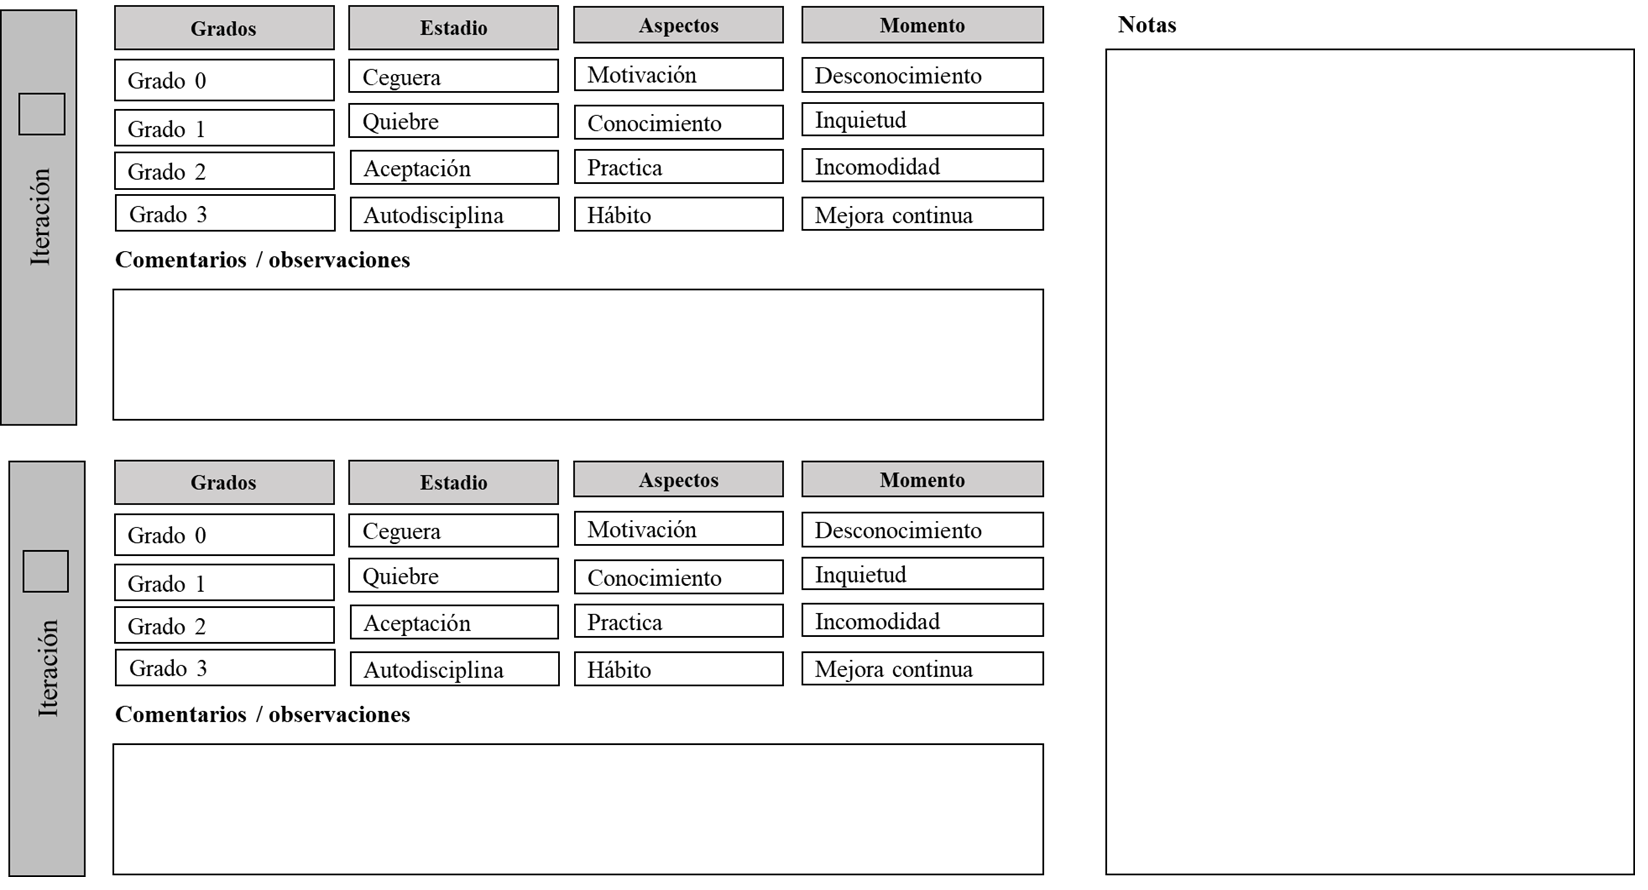 Iteración
Grados Estadio Aspectos Momento
Grado 0 Ceguera Motivación Desconocimiento
Grado 1 Quiebre Conocimiento Inquietud
Grado 2 Aceptación Practica Incomodidad
Grado 3 Autodisciplina Hábito Mejora continua
Comentarios / observaciones
Iteración
Grados Estadio Aspectos Momento
Grado 0 Ceguera Motivación Desconocimiento
Grado 1 Quiebre Conocimiento Inquietud
Grado 2 Aceptación Practica Incomodidad
Grado 3 Autodisciplina Hábito Mejora continua
Comentarios / observaciones
Notas